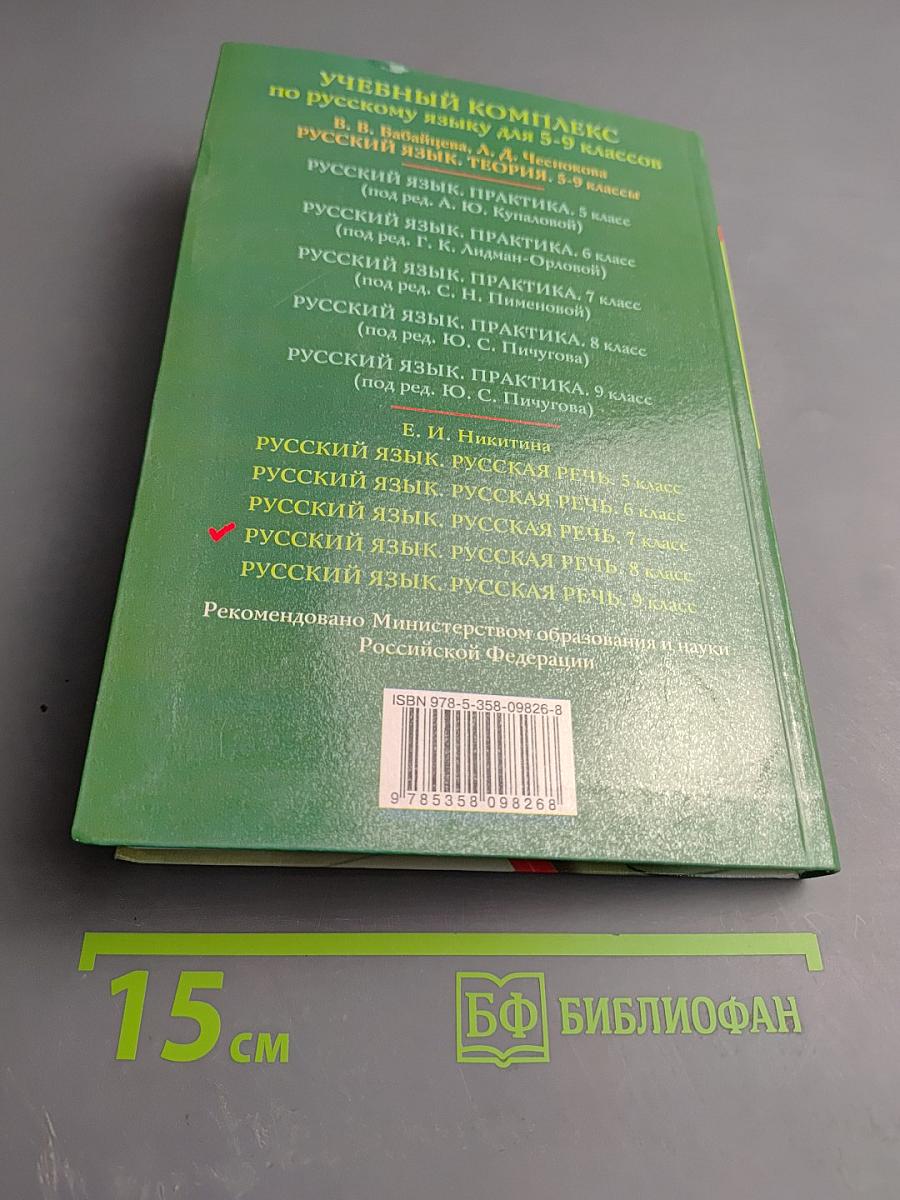 УЧЕБНЫЙ КОМПЛЕКС
по русскому языку для 5-9 классов
В. В. Бабайцева, Л. Д. Чеснокова
РУССКИЙ ЯЗЫК. ТЕОРИЯ. 5-9 классы
РУССКИЙ ЯЗЫК. ПРАКТИКА. 5 класс
(под ред. А. Ю. Купаловой)
РУССКИЙ ЯЗЫК. ПРАКТИКА. 6 класс
(под ред. Г. К. Лидман-Орловой)
РУССКИЙ ЯЗЫК. ПРАКТИКА. 7 класс
(под ред. С. Н. Пименовой)
РУССКИЙ ЯЗЫК. ПРАКТИКА. 8 класс
(под ред. Ю. С. Пичугова)
РУССКИЙ ЯЗЫК. ПРАКТИКА. 9 класс
(под ред. Ю. С. Пичугова)
Е. И. Никитина
РУССКИЙ ЯЗЫК. РУССКАЯ РЕЧЬ. 5 класс
РУССКИЙ ЯЗЫК. РУССКАЯ РЕЧЬ. 6 класс
РУССКИЙ ЯЗЫК. РУССКАЯ РЕЧЬ. 7 класс
РУССКИЙ ЯЗЫК. РУССКАЯ РЕЧЬ. 8 класс
РУССКИЙ ЯЗЫК. РУССКАЯ РЕЧЬ. 9 класс
Рекомендовано Министерством образования и науки
Российской Федерации
ISBN 978-5-358-09826-8
9 785358 098268
15 см
БФ БИБЛИОФАН